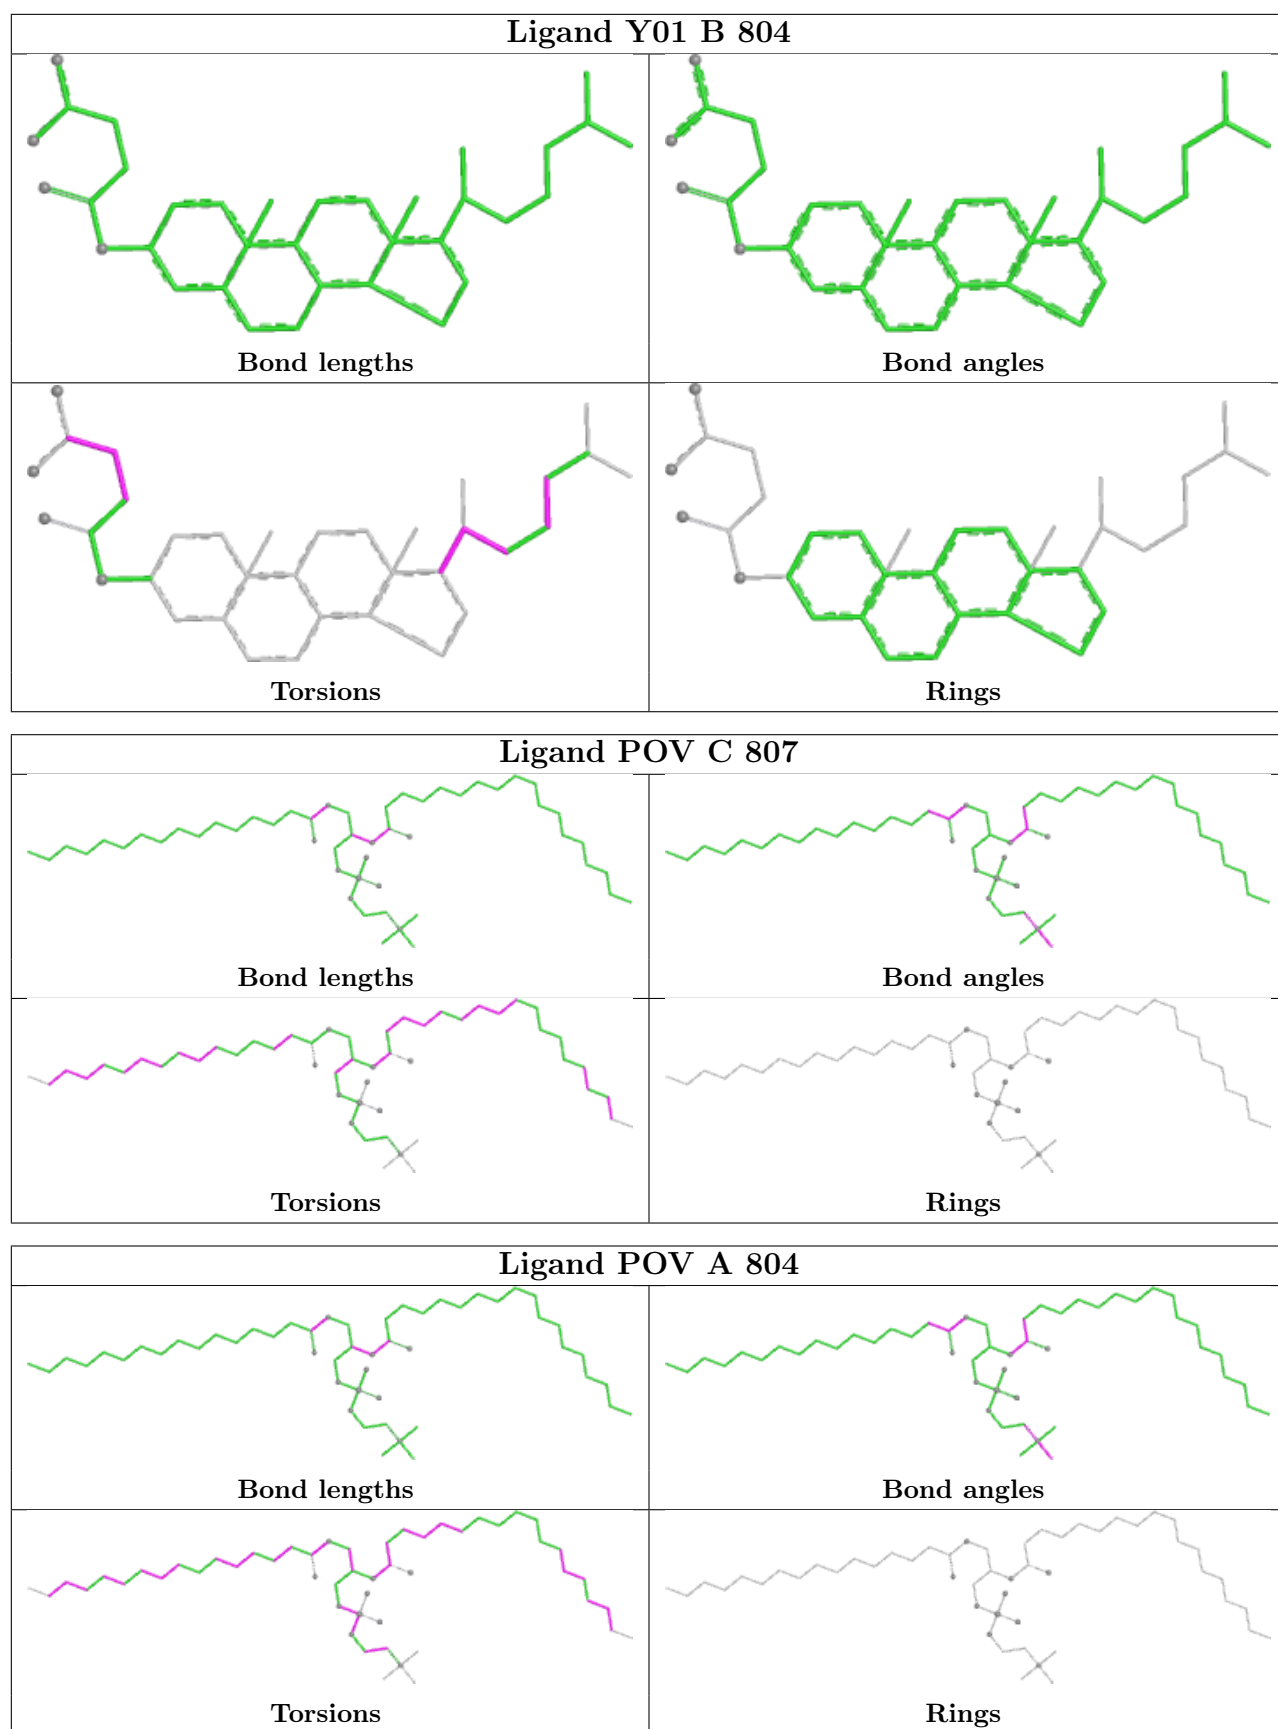 Ligand Y01 B 804
Bond lengths
Bond angles
Torsions
Rings
Ligand POV C 807
Bond lengths
Bond angles
Torsions
Rings
Ligand POV A 804
Bond lengths
Bond angles
Torsions
Rings